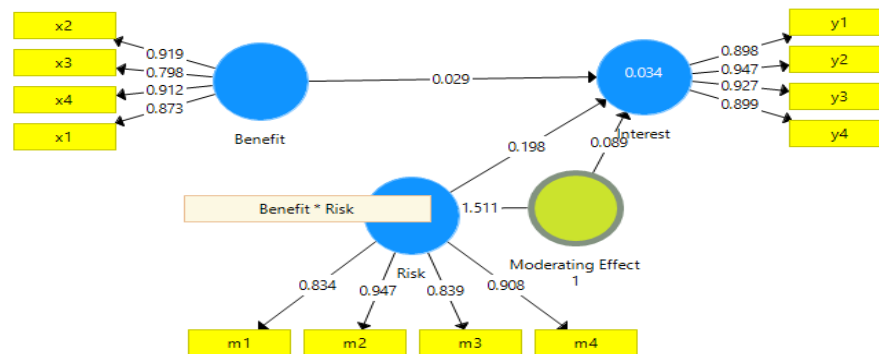 x2
x3
x4
x1
0.919
0.798
0.912
0.873
Benefit
0.029
0.034
Interest
0.898
0.947
0.927
0.899
y1
y2
y3
y4
0.198
0.089
Benefit * Risk
1.511
Risk
Moderating Effect
1
0.834
0.947
0.839
0.908
m1
m2
m3
m4